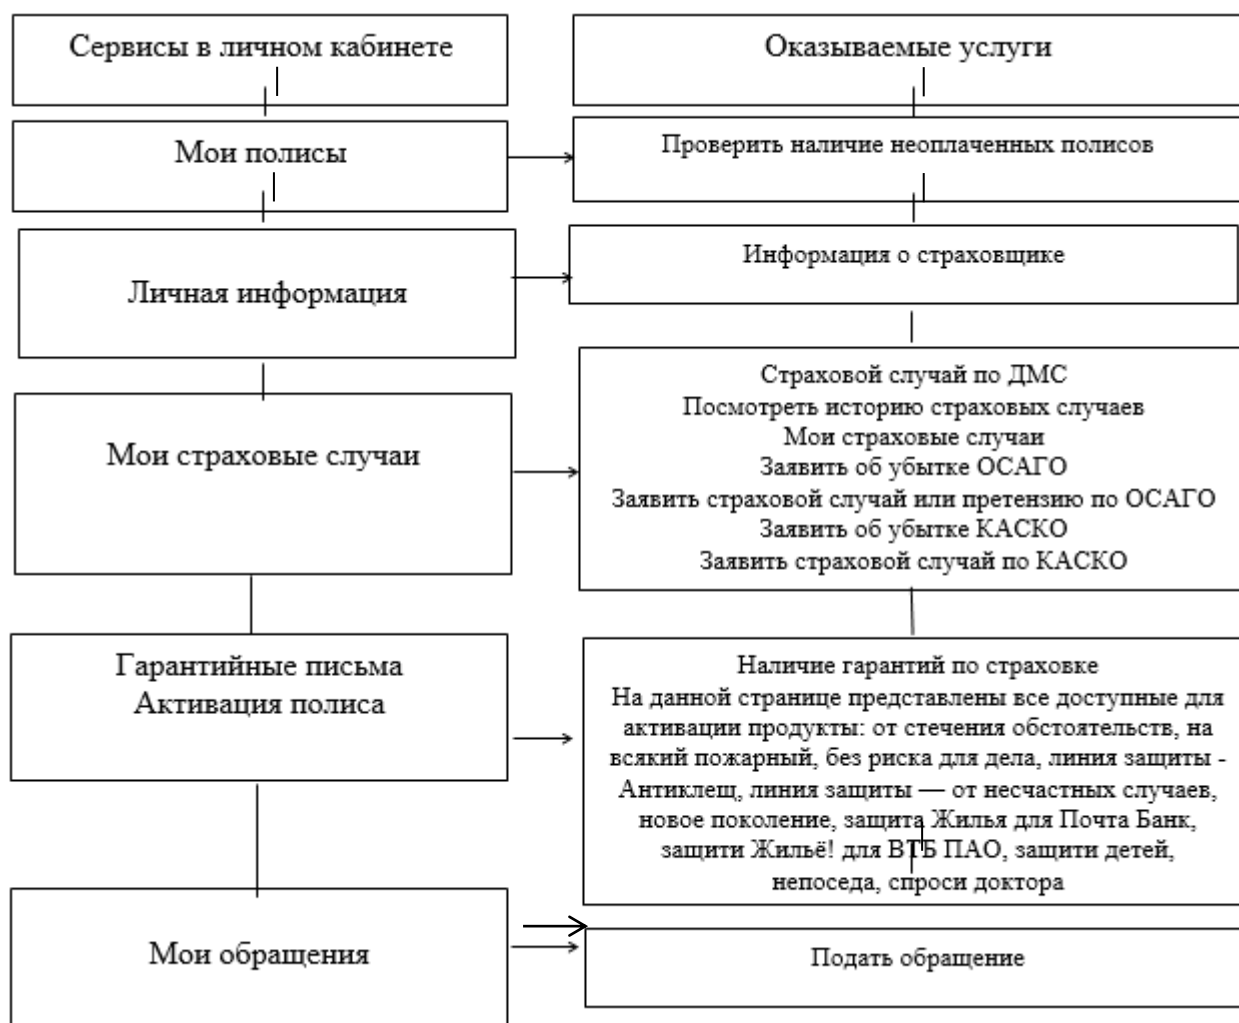 Сервисы в личном кабинете
Оказываемые услуги
Мои полисы
Проверить наличие неоплаченных полисов
Личная информация
Информация о страховщике
Мои страховые случаи
Страховой случай по ДМС
Посмотреть историю страховых случаев
Мои страховые случаи
Заявить об убытке ОСАГО
Заявить страховой случай или претензию по ОСАГО
Заявить об убытке КАСКО
Заявить страховой случай по КАСКО
Гарантийные письма
Активация полиса
Наличие гарантий по страховке
На данной странице представлены все доступные для
активации продукты: от стечения обстоятельств, на
всякий пожарный, без риска для дела, линия защиты -
Антиклещ, линия защиты — от несчастных случаев,
новое поколение, защита Жилья для Почта Банк,
защити Жильё! для ВТБ ПАО, защити детей,
непоседа, спроси доктора
Мои обращения
Подать обращение